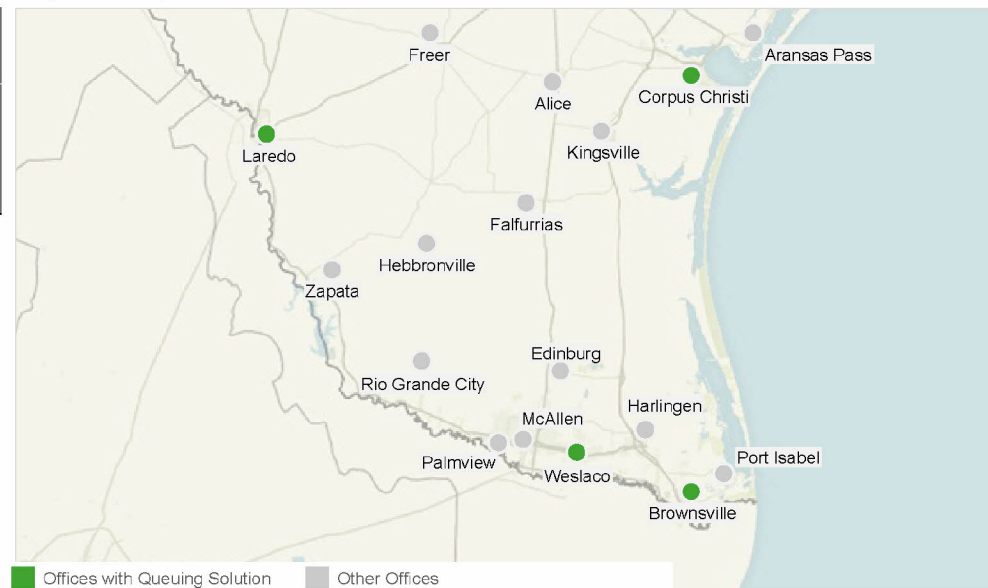 Freer
Aransas Pass
Alice
Corpus Christi
Laredo
Kingsville
Falfurrias
Hebbronville
Zapata
Edinburg
Rio Grande City
Harlingen
McAllen
Palmview
Port Isabel
Weslaco
Brownsville
Offices with Queuing Solution
Other Offices